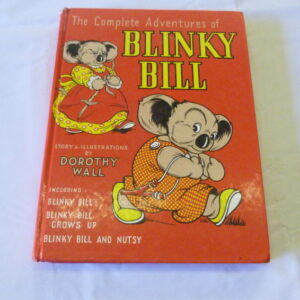 The Complete Adventures of
BLINKY
BILL
STORY & ILLUSTRATIONS
BY
DOROTHY
WALL
INCLUDING:
BLINKY BILL
BLINKY BILL
GROWS UP
BLINKY BILL AND NUTSY